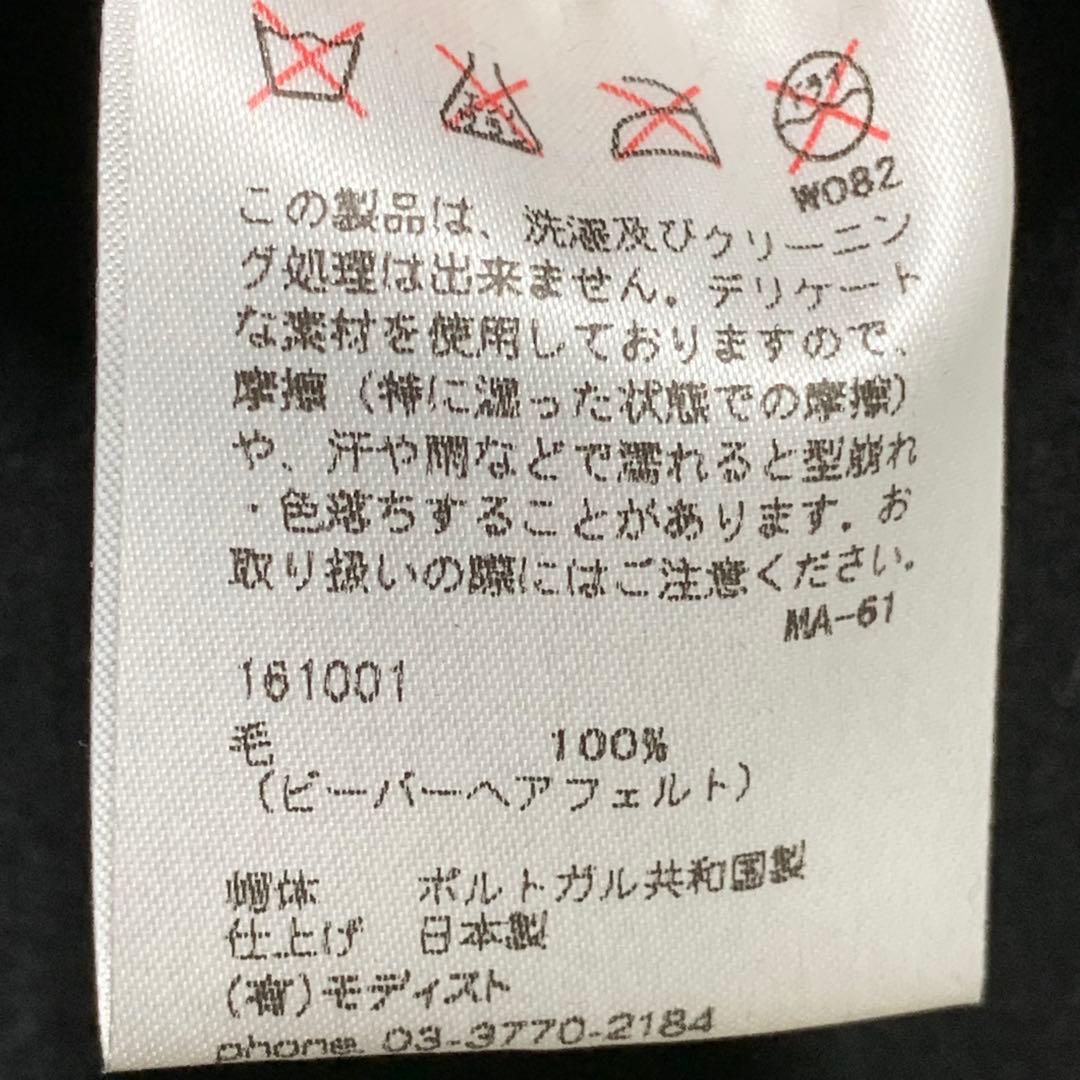 ドライ
W082
この製品は、洗濯及びクリーニン
グ処理は出来ません。デリケート
な素材を使用しておりますので、
摩擦（特に湿った状態での摩擦）
や、汗や雨などで濡れると型崩れ
・色落ちすることがあります。お
取り扱いの際にはご注意ください。
MA-61
161001
毛 100%
（ビーバーヘアフェルト）
帽体 ポルトガル共和国製
仕上げ 日本製
(有)モディスト
phone. 03-3770-2184